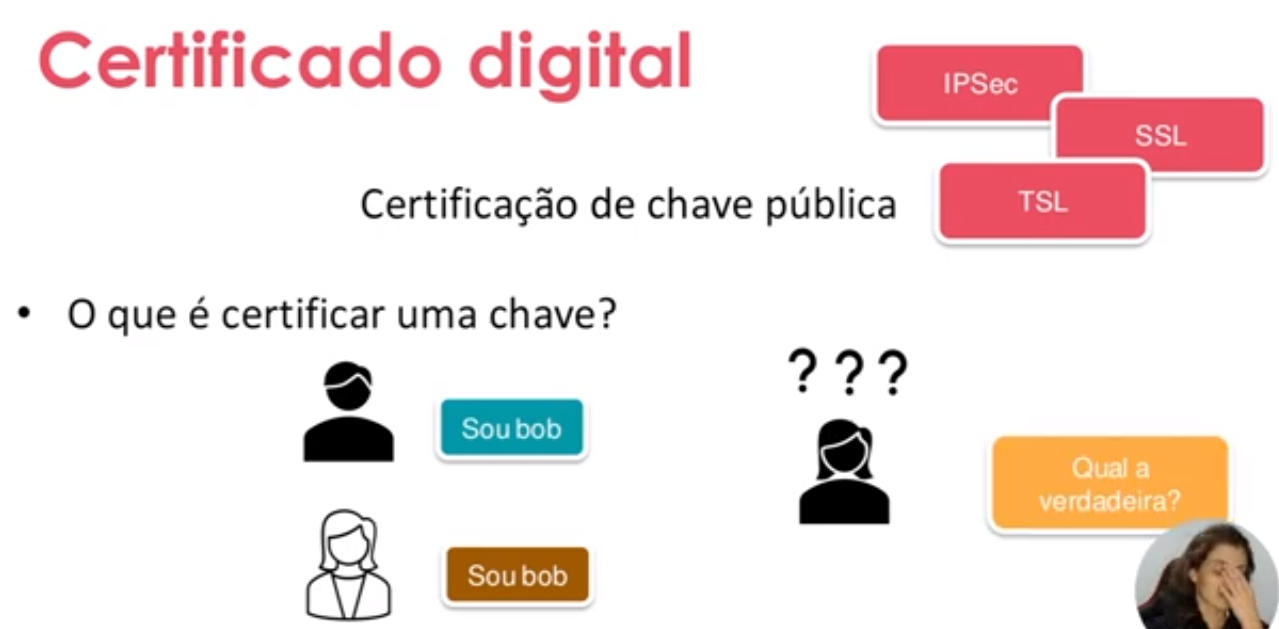 Certificado digital
IPSec
SSL
TSL
Certificação de chave pública
• O que é certificar uma chave?
???
Sou bob
Qual a
verdadeira?
Sou bob